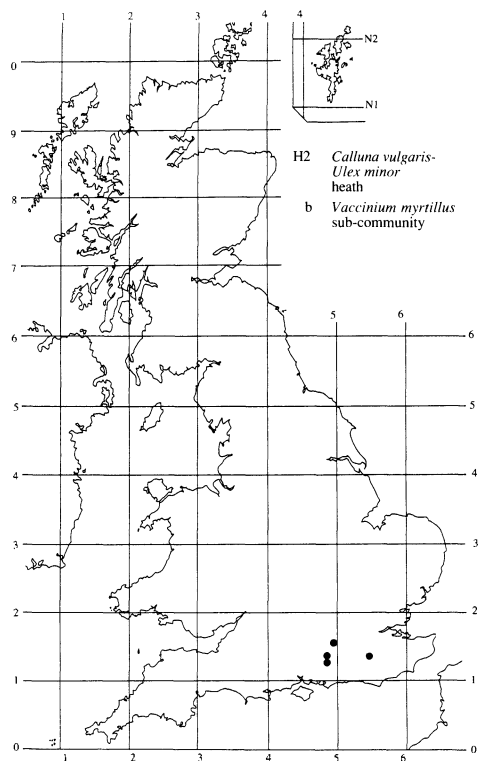 1 2 3 4
4
N2
N1
0
9
8
7
H2 Calluna vulgaris-
Ulex minor
heath
b Vaccinium myrtillus
sub-community
5 6
6 6
5 5
4 4
3 3
2 2
1 1
0 0
1 2 3 4 5 6